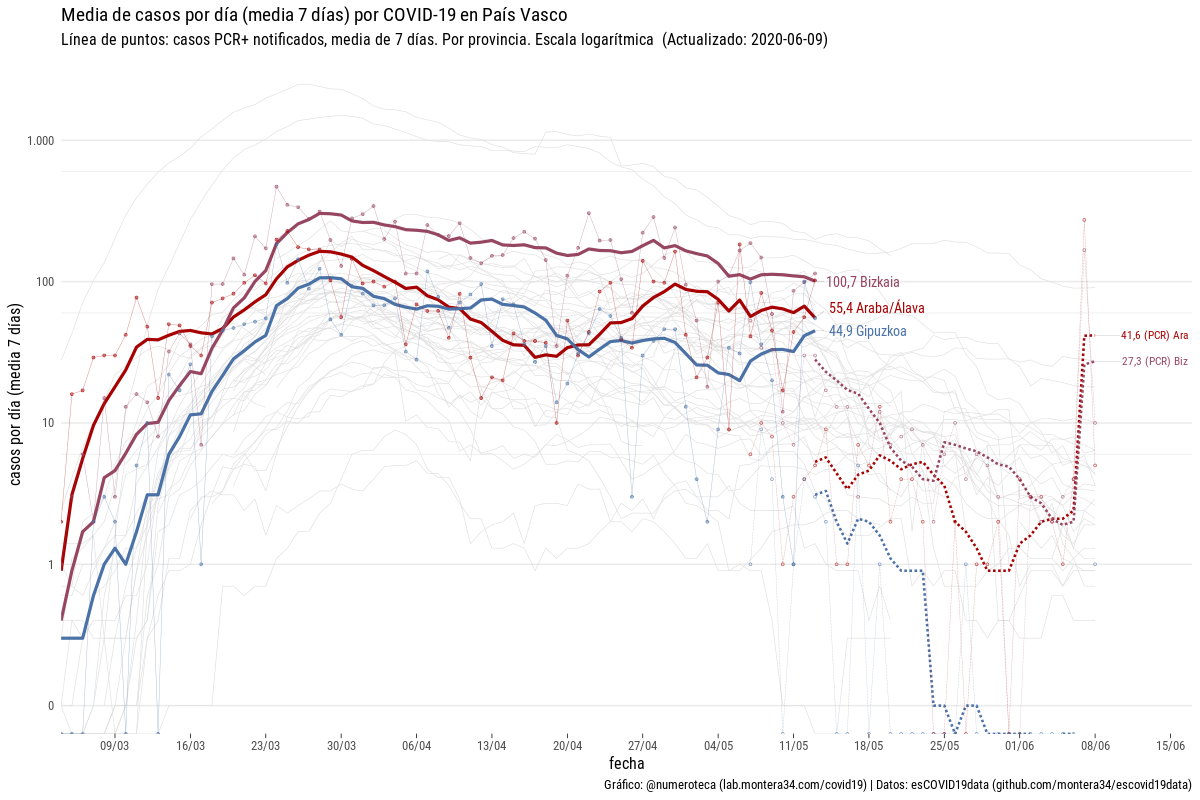 Media de casos por día (media 7 días) por COVID-19 en País Vasco
Línea de puntos: casos PCR+ notificados, media de 7 días. Por provincia. Escala logarítmica (Actualizado: 2020-06-09)
casos por día (media 7 días)
1.000
100
10
1
0
100,7 Bizkaia
55,4 Araba/Álava
44,9 Gipuzkoa
41,6 (PCR) Ara
27,3 (PCR) Biz
09/03 16/03 23/03 30/03 06/04 13/04 20/04 27/04 04/05 11/05 18/05 25/05 01/06 08/06 15/06
fecha
Gráfico: @numeroteca (lab.montera34.com/covid19) | Datos: esCOVID19data (github.com/montera34/escovid19data)